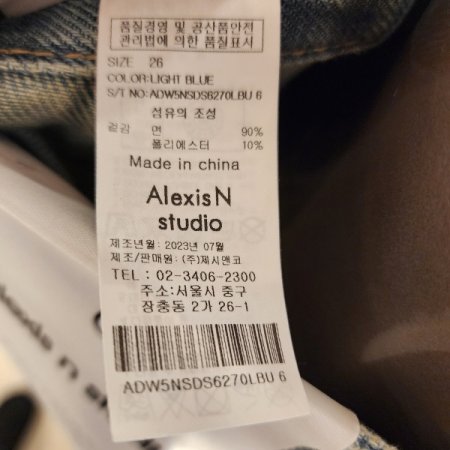 품질경영 및 공산품안전
관리법에 의한 품질표시
SIZE 26
COLOR:LIGHT BLUE
S/T NO:ADW5NSDS6270LBU 6
섬유의 조성
겉감 면 90%
폴리에스터 10%
Made in china
AlexisN
studio
제조년월: 2023년 07월
제조/판매원: (주)제시앤코
TEL : 02-3406-2300
주소:서울시 중구
장충동 2가 26-1
ADW5NSDS6270LBU 6